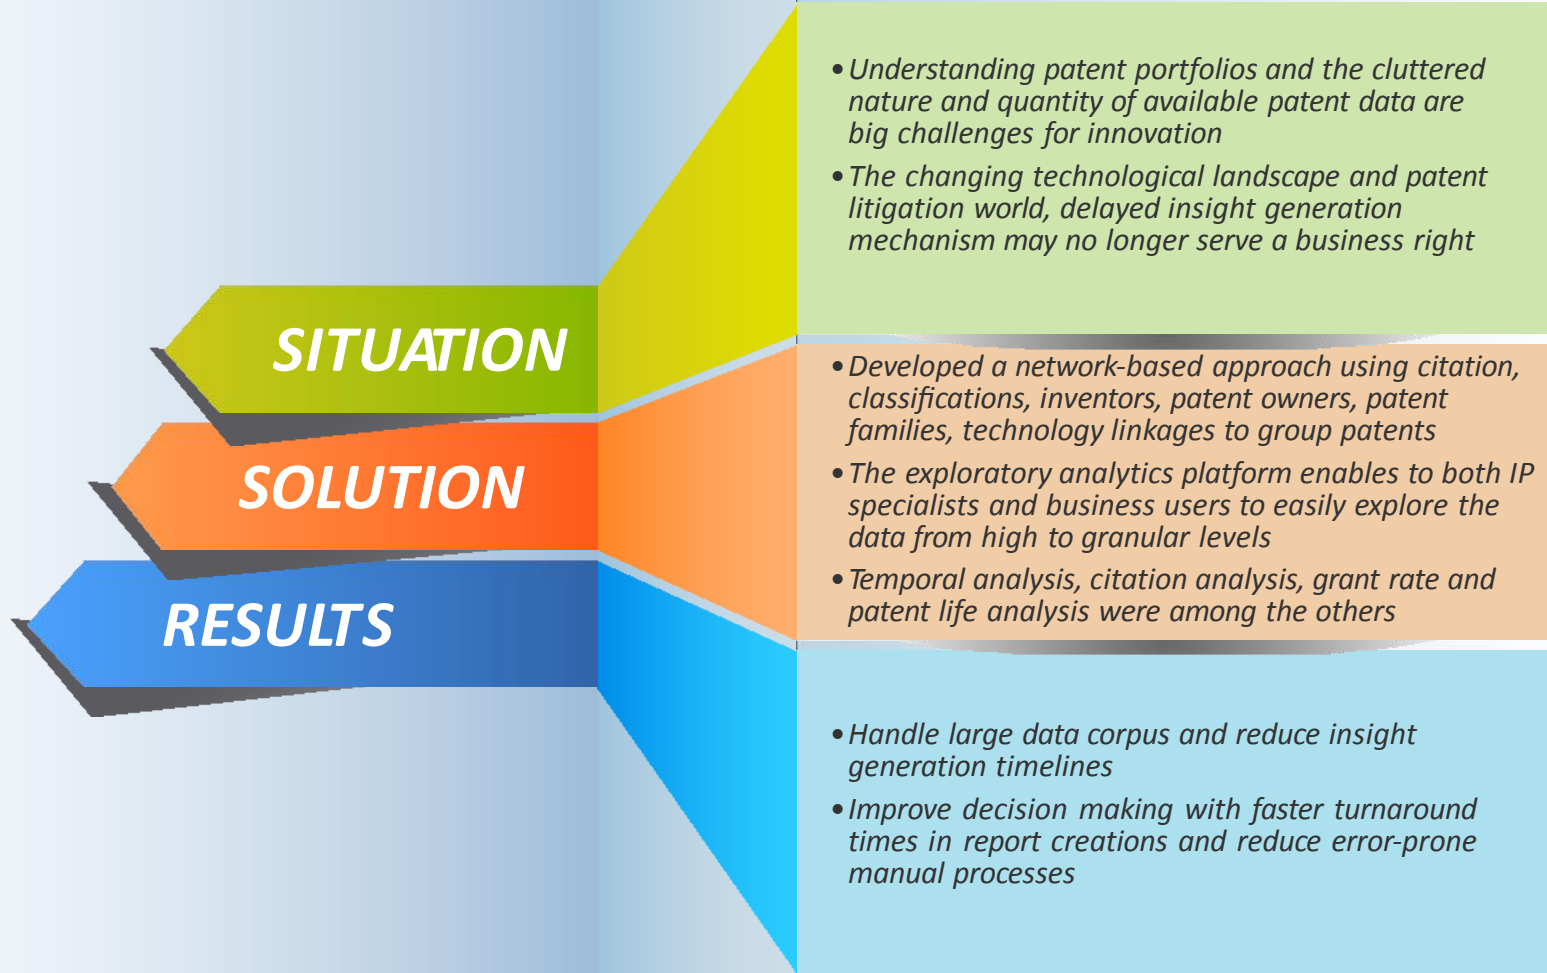 SITUATION
• Understanding patent portfolios and the cluttered
nature and quantity of available patent data are
big challenges for innovation
• The changing technological landscape and patent
litigation world, delayed insight generation
mechanism may no longer serve a business right
SOLUTION
• Developed a network-based approach using citation,
classifications, inventors, patent owners, patent
families, technology linkages to group patents
• The exploratory analytics platform enables to both IP
specialists and business users to easily explore the
data from high to granular levels
• Temporal analysis, citation analysis, grant rate and
patent life analysis were among the others
RESULTS
• Handle large data corpus and reduce insight
generation timelines
• Improve decision making with faster turnaround
times in report creations and reduce error-prone
manual processes